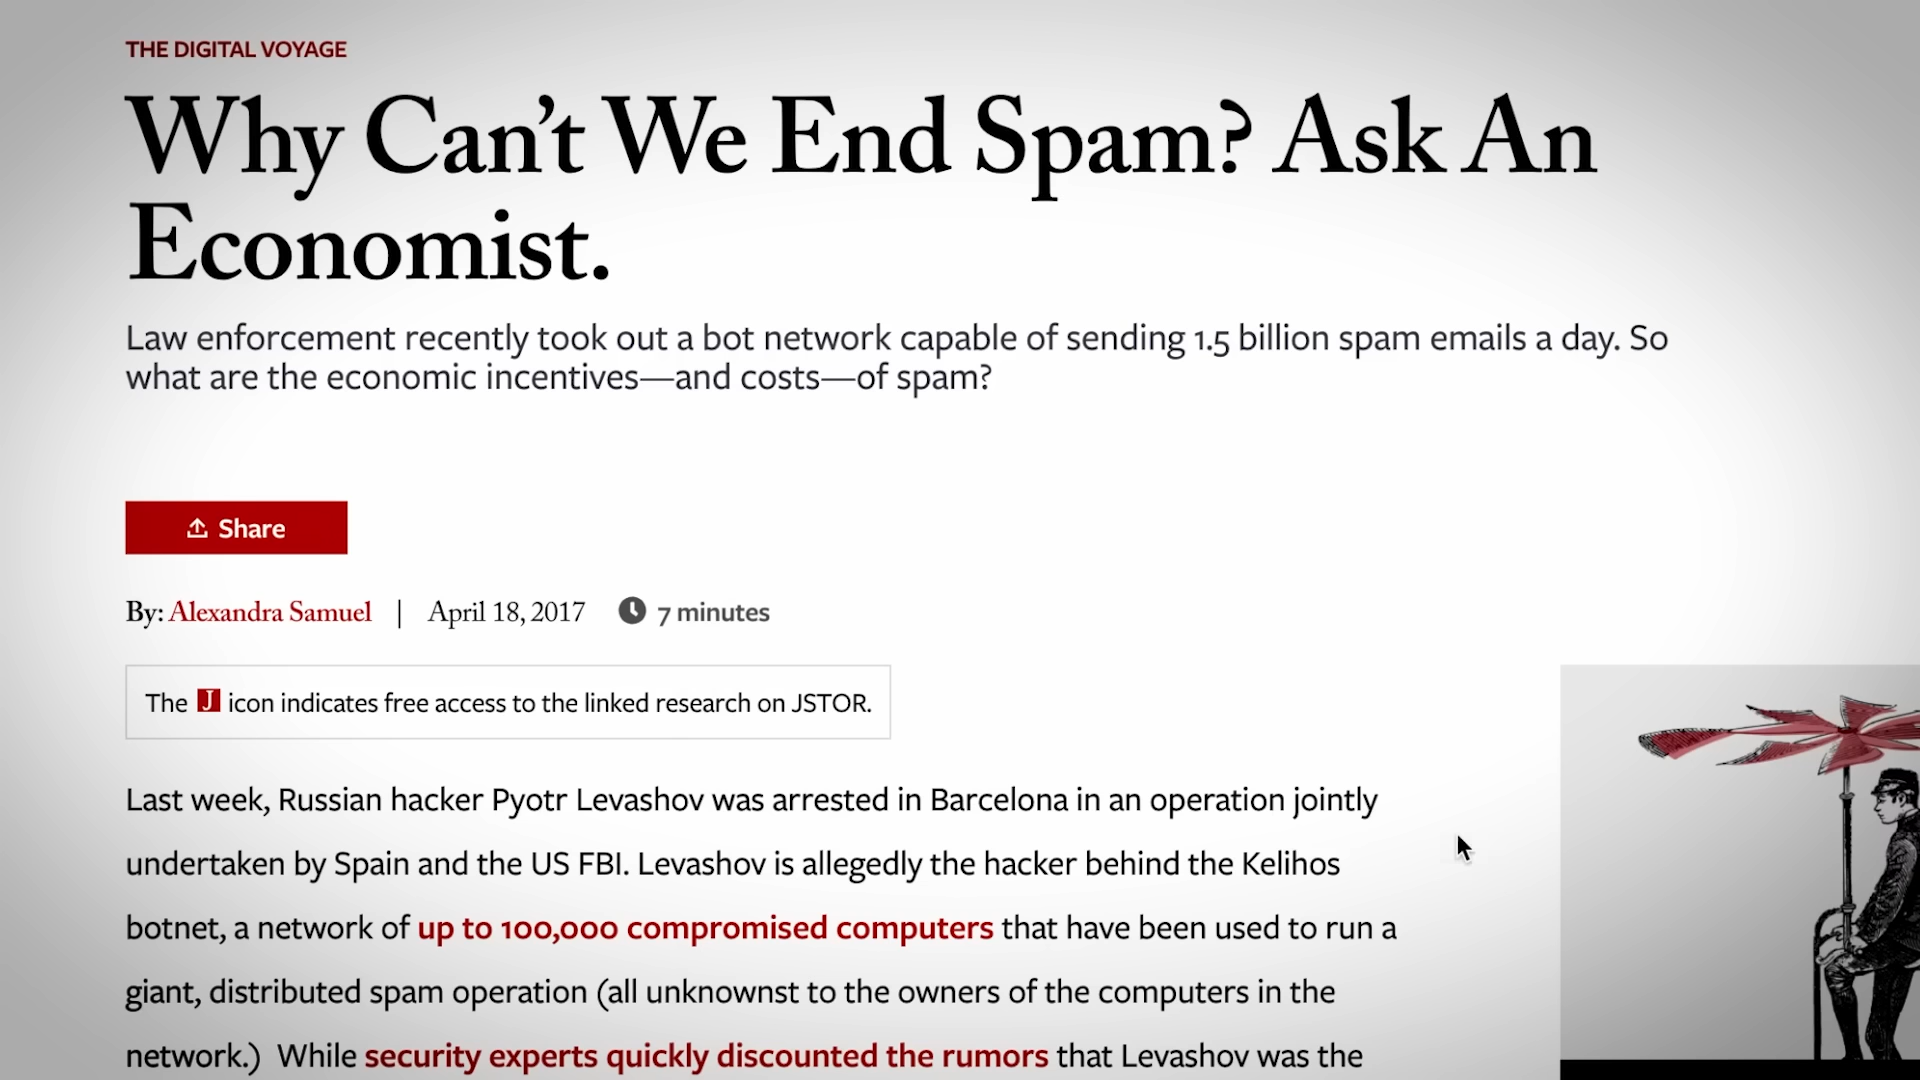 THE DIGITAL VOYAGE
Why Can’t We End Spam? Ask An
Economist.
Law enforcement recently took out a bot network capable of sending 1.5 billion spam emails a day. So
what are the economic incentives—and costs—of spam?
Share
By: Alexandra Samuel | April 18, 2017 7 minutes
The J icon indicates free access to the linked research on JSTOR.
Last week, Russian hacker Pyotr Levashov was arrested in Barcelona in an operation jointly
undertaken by Spain and the US FBI. Levashov is allegedly the hacker behind the Kelihos
botnet, a network of up to 100,000 compromised computers that have been used to run a
giant, distributed spam operation (all unknownst to the owners of the computers in the
network.) While security experts quickly discounted the rumors that Levashov was the